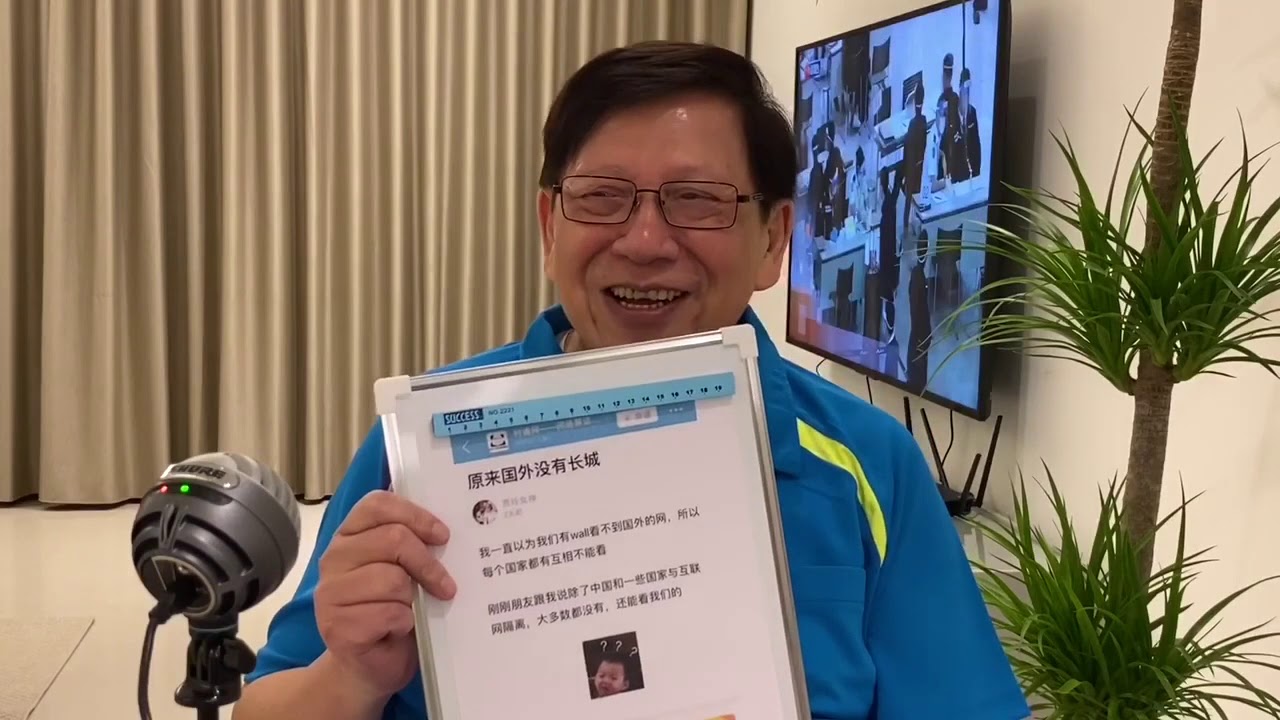 SHURE
SUCCESS NO.2231
1 2 3 4 5 6 7 8 9 10 11 12 13 14 15 16 17 18 19
原来国外没有长城
我一直以为我们有wall看不到国外的网，所以
每个国家都有互相不能看
刚刚朋友跟我说除了中国和一些国家与互联
网隔离，大多数都没有，还能看我们的
? ? ?